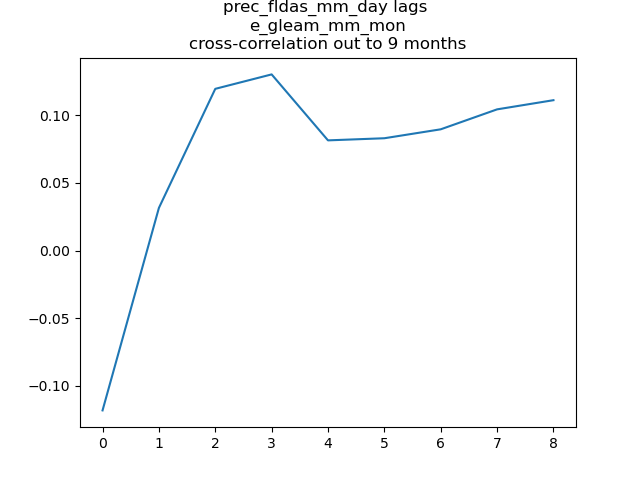 prec_fldas_mm_day lags
e_gleam_mm_mon
cross-correlation out to 9 months
0.10
0.05
0.00
−0.05
−0.10
0 1 2 3 4 5 6 7 8